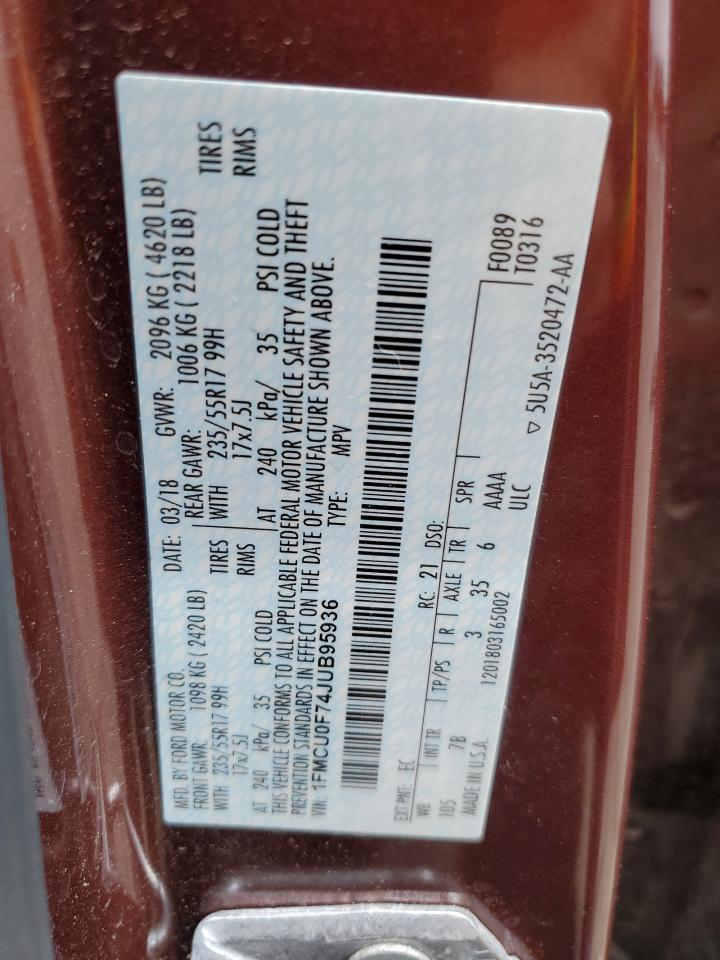 MFD. BY FORD MOTOR CO.
DATE: 03/18 GVWR: 2096 KG ( 4620 LB)
FRONT GAWR: 1098 KG ( 2420 LB) REAR GAWR: 1006 KG ( 2218 LB)
WITH 235/55R17 99H TIRES WITH 235/55R17 99H TIRES
17x7.5J RIMS 17x7.5J RIMS
AT 240 kPa/ 35 PSI COLD AT 240 kPa/ 35 PSI COLD
THIS VEHICLE CONFORMS TO ALL APPLICABLE FEDERAL MOTOR VEHICLE SAFETY AND THEFT
PREVENTION STANDARDS IN EFFECT ON THE DATE OF MANUFACTURE SHOWN ABOVE.
VIN: 1FMCU0F74JUB95936 TYPE: MPV
EXT PNT: EC RC: 21 DSO: F0089
WB INT TR TP/PS R AXLE TR SPR T0316
105 7B 3 35 6 AAAA
MADE IN U.S.A. 1201803165002 ULC
▽ 5U5A-3520472-AA